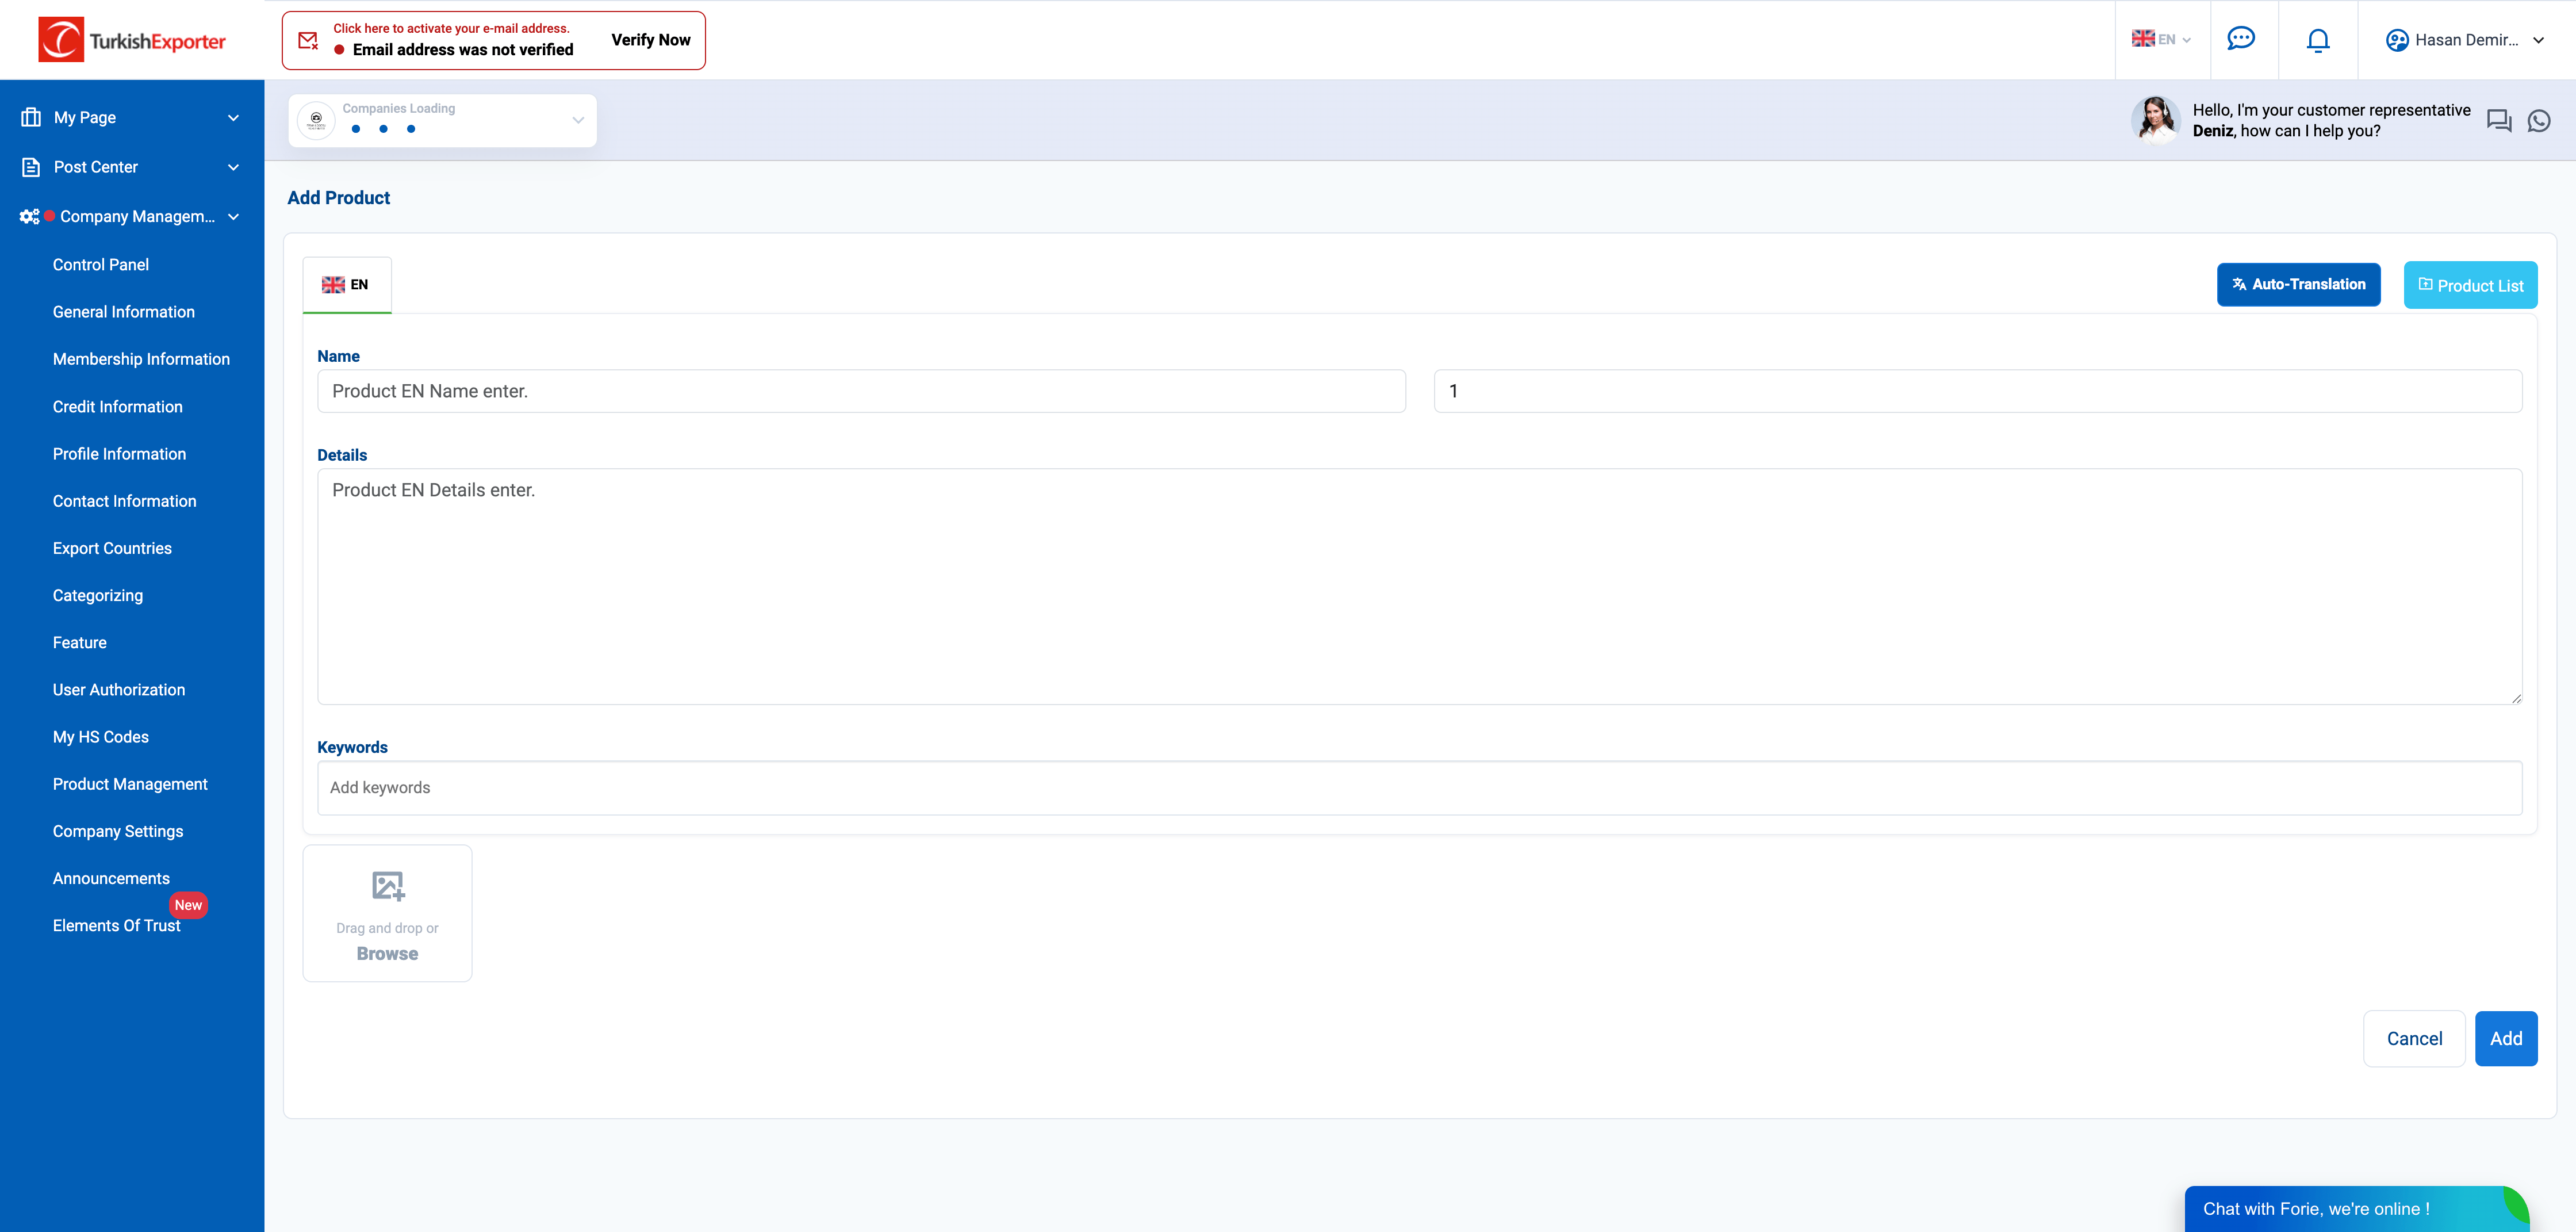 TurkishExporter
Click here to activate your e-mail address.
Email address was not verified
Verify Now
EN
Hasan Demir...
My Page
Post Center
Company Managem...
Control Panel
General Information
Membership Information
Credit Information
Profile Information
Contact Information
Export Countries
Categorizing
Feature
User Authorization
My HS Codes
Product Management
Company Settings
Announcements
New
Elements Of Trust
Companies Loading
Hello, I'm your customer representative
Deniz, how can I help you?
Add Product
EN
Auto-Translation
Product List
Name
Product EN Name enter.
1
Details
Product EN Details enter.
Keywords
Add keywords
Drag and drop or
Browse
Cancel
Add
Chat with Forie, we're online !